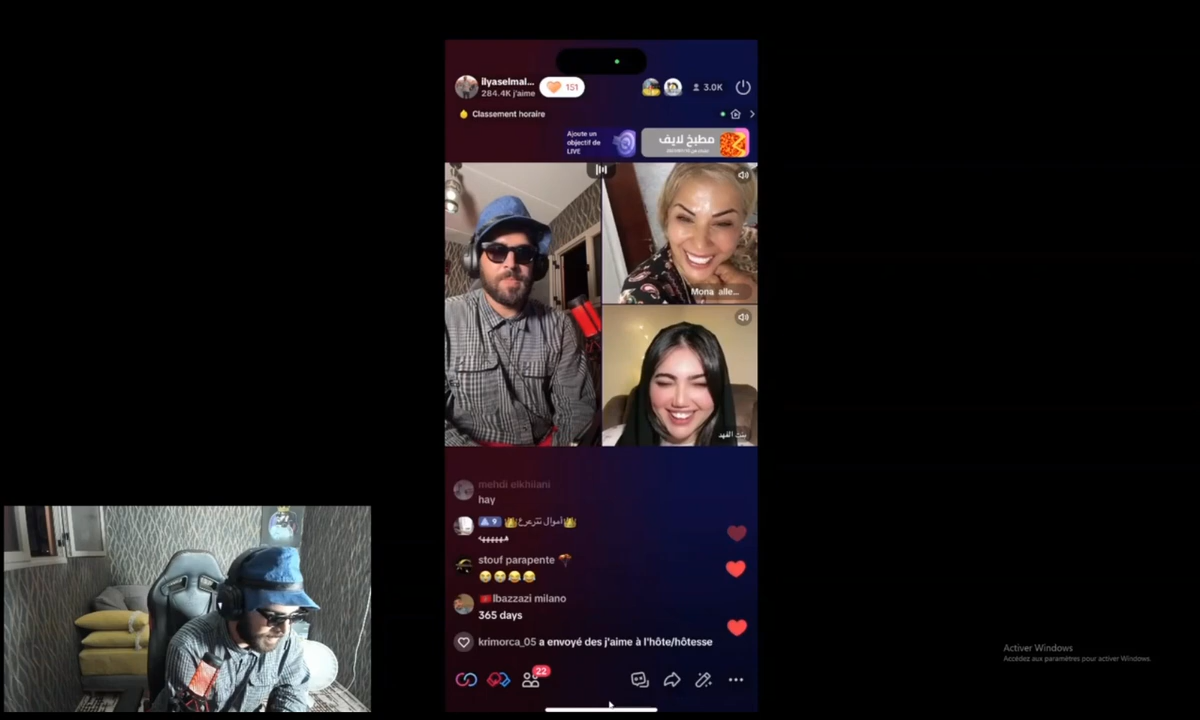 ilyaselmal...
284.4K j'aime
151
3.0K
Classement horaire
Ajoute un
objectif de
LIVE
مطبخ لايف
Mona alle...
بنت الفهد
mehdi elkhilani
hay
9 👑أموال تترعرع👑
ههههههه
stouf parapente 🪂
😭😭😂😂
🇲🇦lbazzazi milano
365 days
krimorca_05 a envoyé des j'aime à l'hôte/hôtesse
22
Activer Windows
Accédez aux paramètres pour activer Windows.